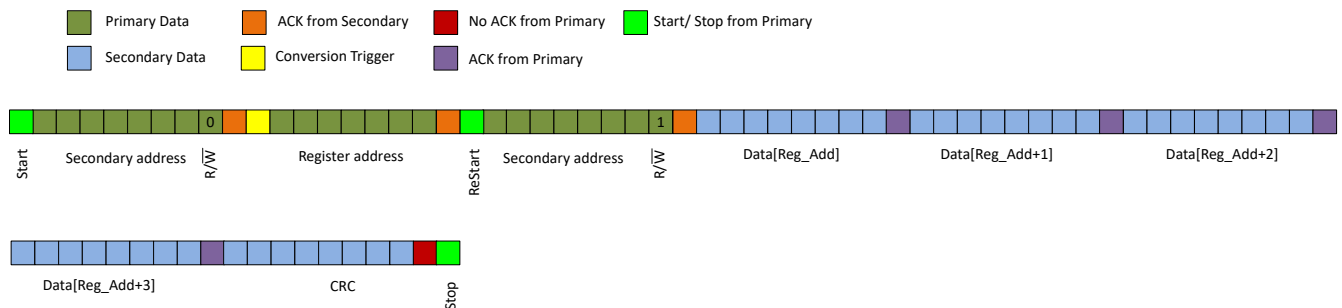 Primary Data
ACK from Secondary
No ACK from Primary
Start/ Stop from Primary
Secondary Data
Conversion Trigger
ACK from Primary
0
1
Start
Secondary address
R/W
Register address
ReStart
Secondary address
R/W
Data[Reg_Add]
Data[Reg_Add+1]
Data[Reg_Add+2]
Data[Reg_Add+3]
CRC
Stop